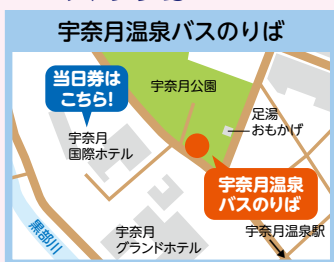 宇奈月温泉バスのりば
当日券は
こちら!
宇奈月公園
足湯
おもかげ
宇奈月
国際ホテル
宇奈月温泉
バスのりば
黒部川
宇奈月
グランドホテル
宇奈月温泉駅